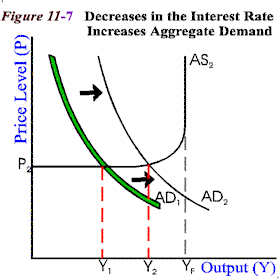 Figure 11-7 Decreases in the Interest Rate
Increases Aggregate Demand
Price Level (P)
AS2
P2
AD1
AD2
Y1
Y2
YF
Output (Y)